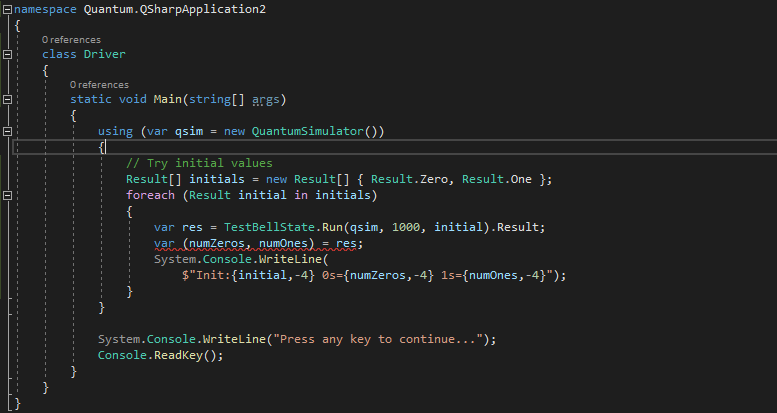 namespace Quantum.QSharpApplication2
{
0 references
class Driver
{
0 references
static void Main(string[] args)
{
using (var qsim = new QuantumSimulator())
{
// Try initial values
Result[] initials = new Result[] { Result.Zero, Result.One };
foreach (Result initial in initials)
{
var res = TestBellState.Run(qsim, 1000, initial).Result;
var (numZeros, numOnes) = res;
System.Console.WriteLine(
$"Init:{initial,-4} 0s={numZeros,-4} 1s={numOnes,-4}");
}
}
System.Console.WriteLine("Press any key to continue...");
Console.ReadKey();
}
}
}